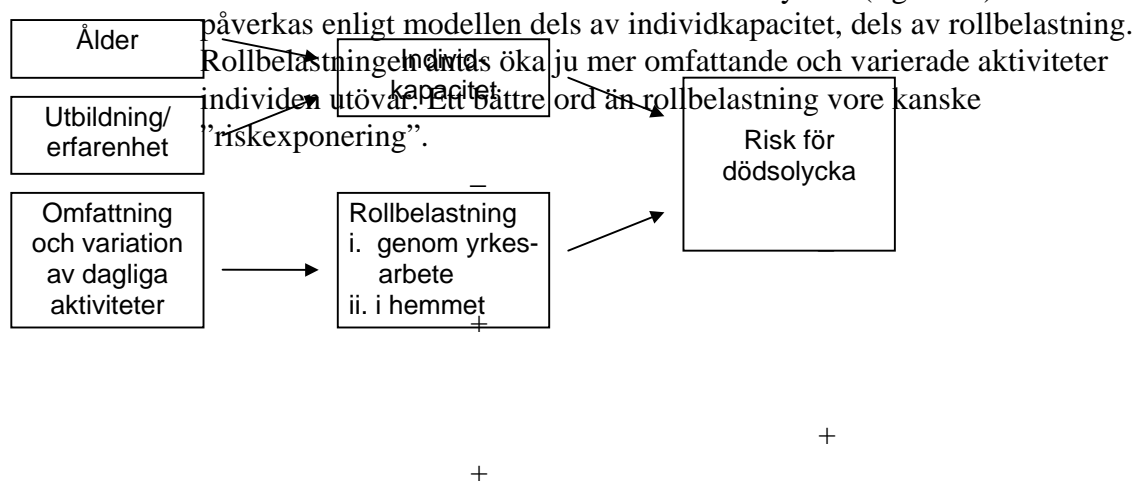 påverkas enligt modellen dels av individkapacitet, dels av rollbelastning.
Rollbelastningen antas öka ju mer omfattande och varierade aktiviteter
individen utövar. Ett bättre ord än rollbelastning vore kanske
”riskexponering”.
Ålder
Utbildning/
erfarenhet
Omfattning
och variation
av dagliga
aktiviteter
Individ-
kapacitet
Rollbelastning
i. genom yrkes-
arbete
ii. i hemmet
Risk för
dödsolycka
–
–
+
+
+